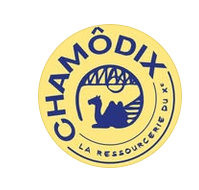 CHAMÔDIX
LA RESSOURCERIE DU Xᵉ